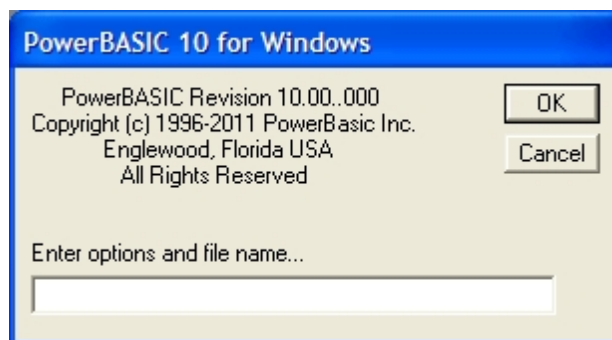 PowerBASIC 10 for Windows
PowerBASIC Revision 10.00..000
Copyright (c) 1996-2011 PowerBasic Inc.
Englewood, Florida USA
All Rights Reserved
OK
Cancel
Enter options and file name...